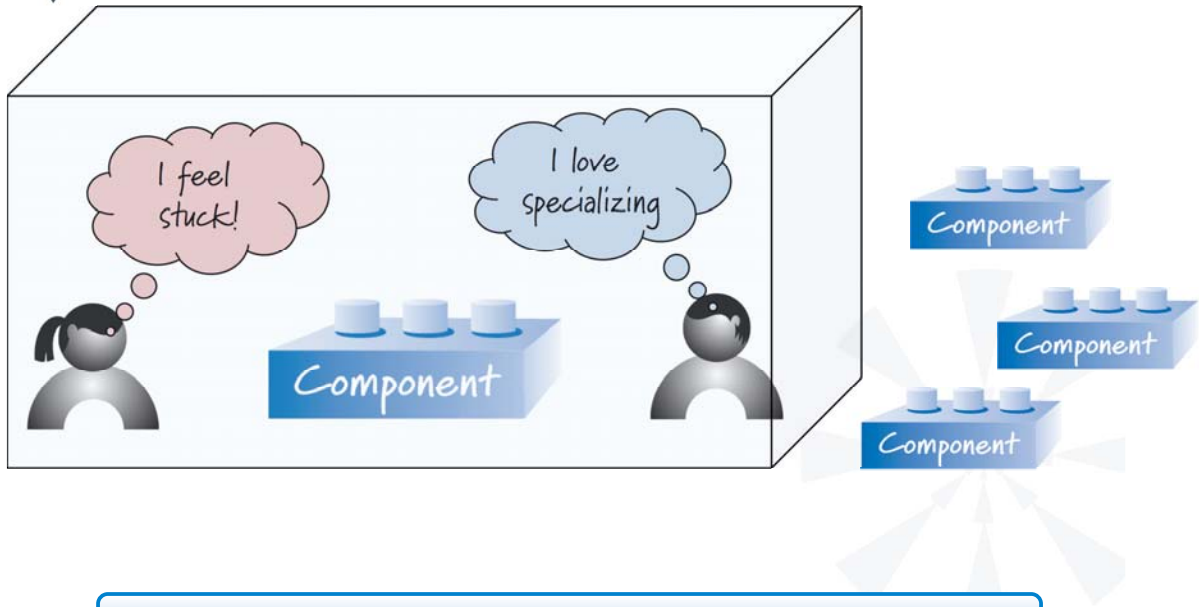 I feel
stuck!
I love
specializing
Component
Component
Component
Component